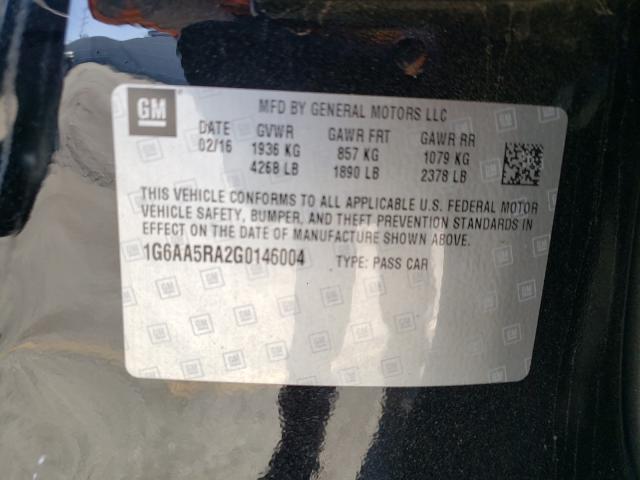 GM MFD BY GENERAL MOTORS LLC
DATE GVWR GAWR FRT GAWR RR
02/16 1936 KG 857 KG 1079 KG
4268 LB 1890 LB 2378 LB
THIS VEHICLE CONFORMS TO ALL APPLICABLE U.S. FEDERAL MOTOR
VEHICLE SAFETY, BUMPER, AND THEFT PREVENTION STANDARDS IN
EFFECT ON THE DATE OF MANUFACTURE SHOWN ABOVE.
1G6AA5RA2G0146004 TYPE: PASS CAR